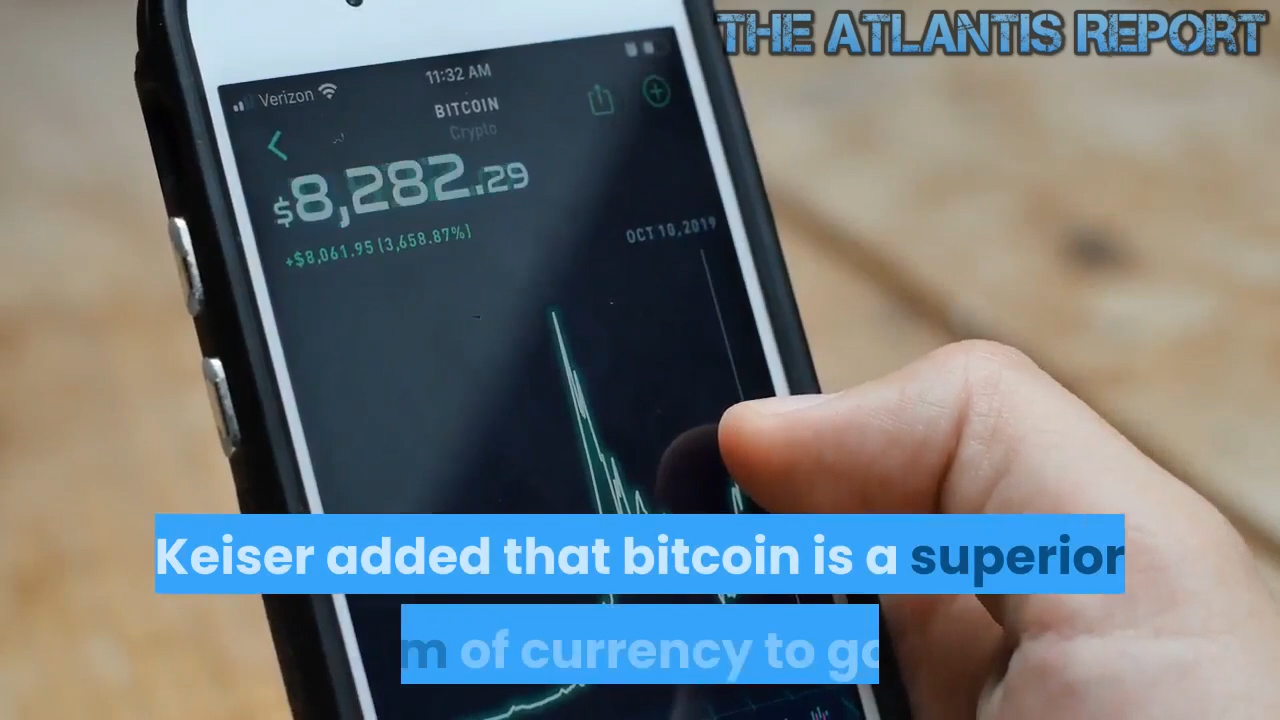 THE ATLANTIS REPORT
Verizon 11:32 AM
BITCOIN
Crypto
$8,282.29
+$8,061.95 (3,658.87%)
OCT 10, 2019
Keiser added that bitcoin is a superior
of currency to